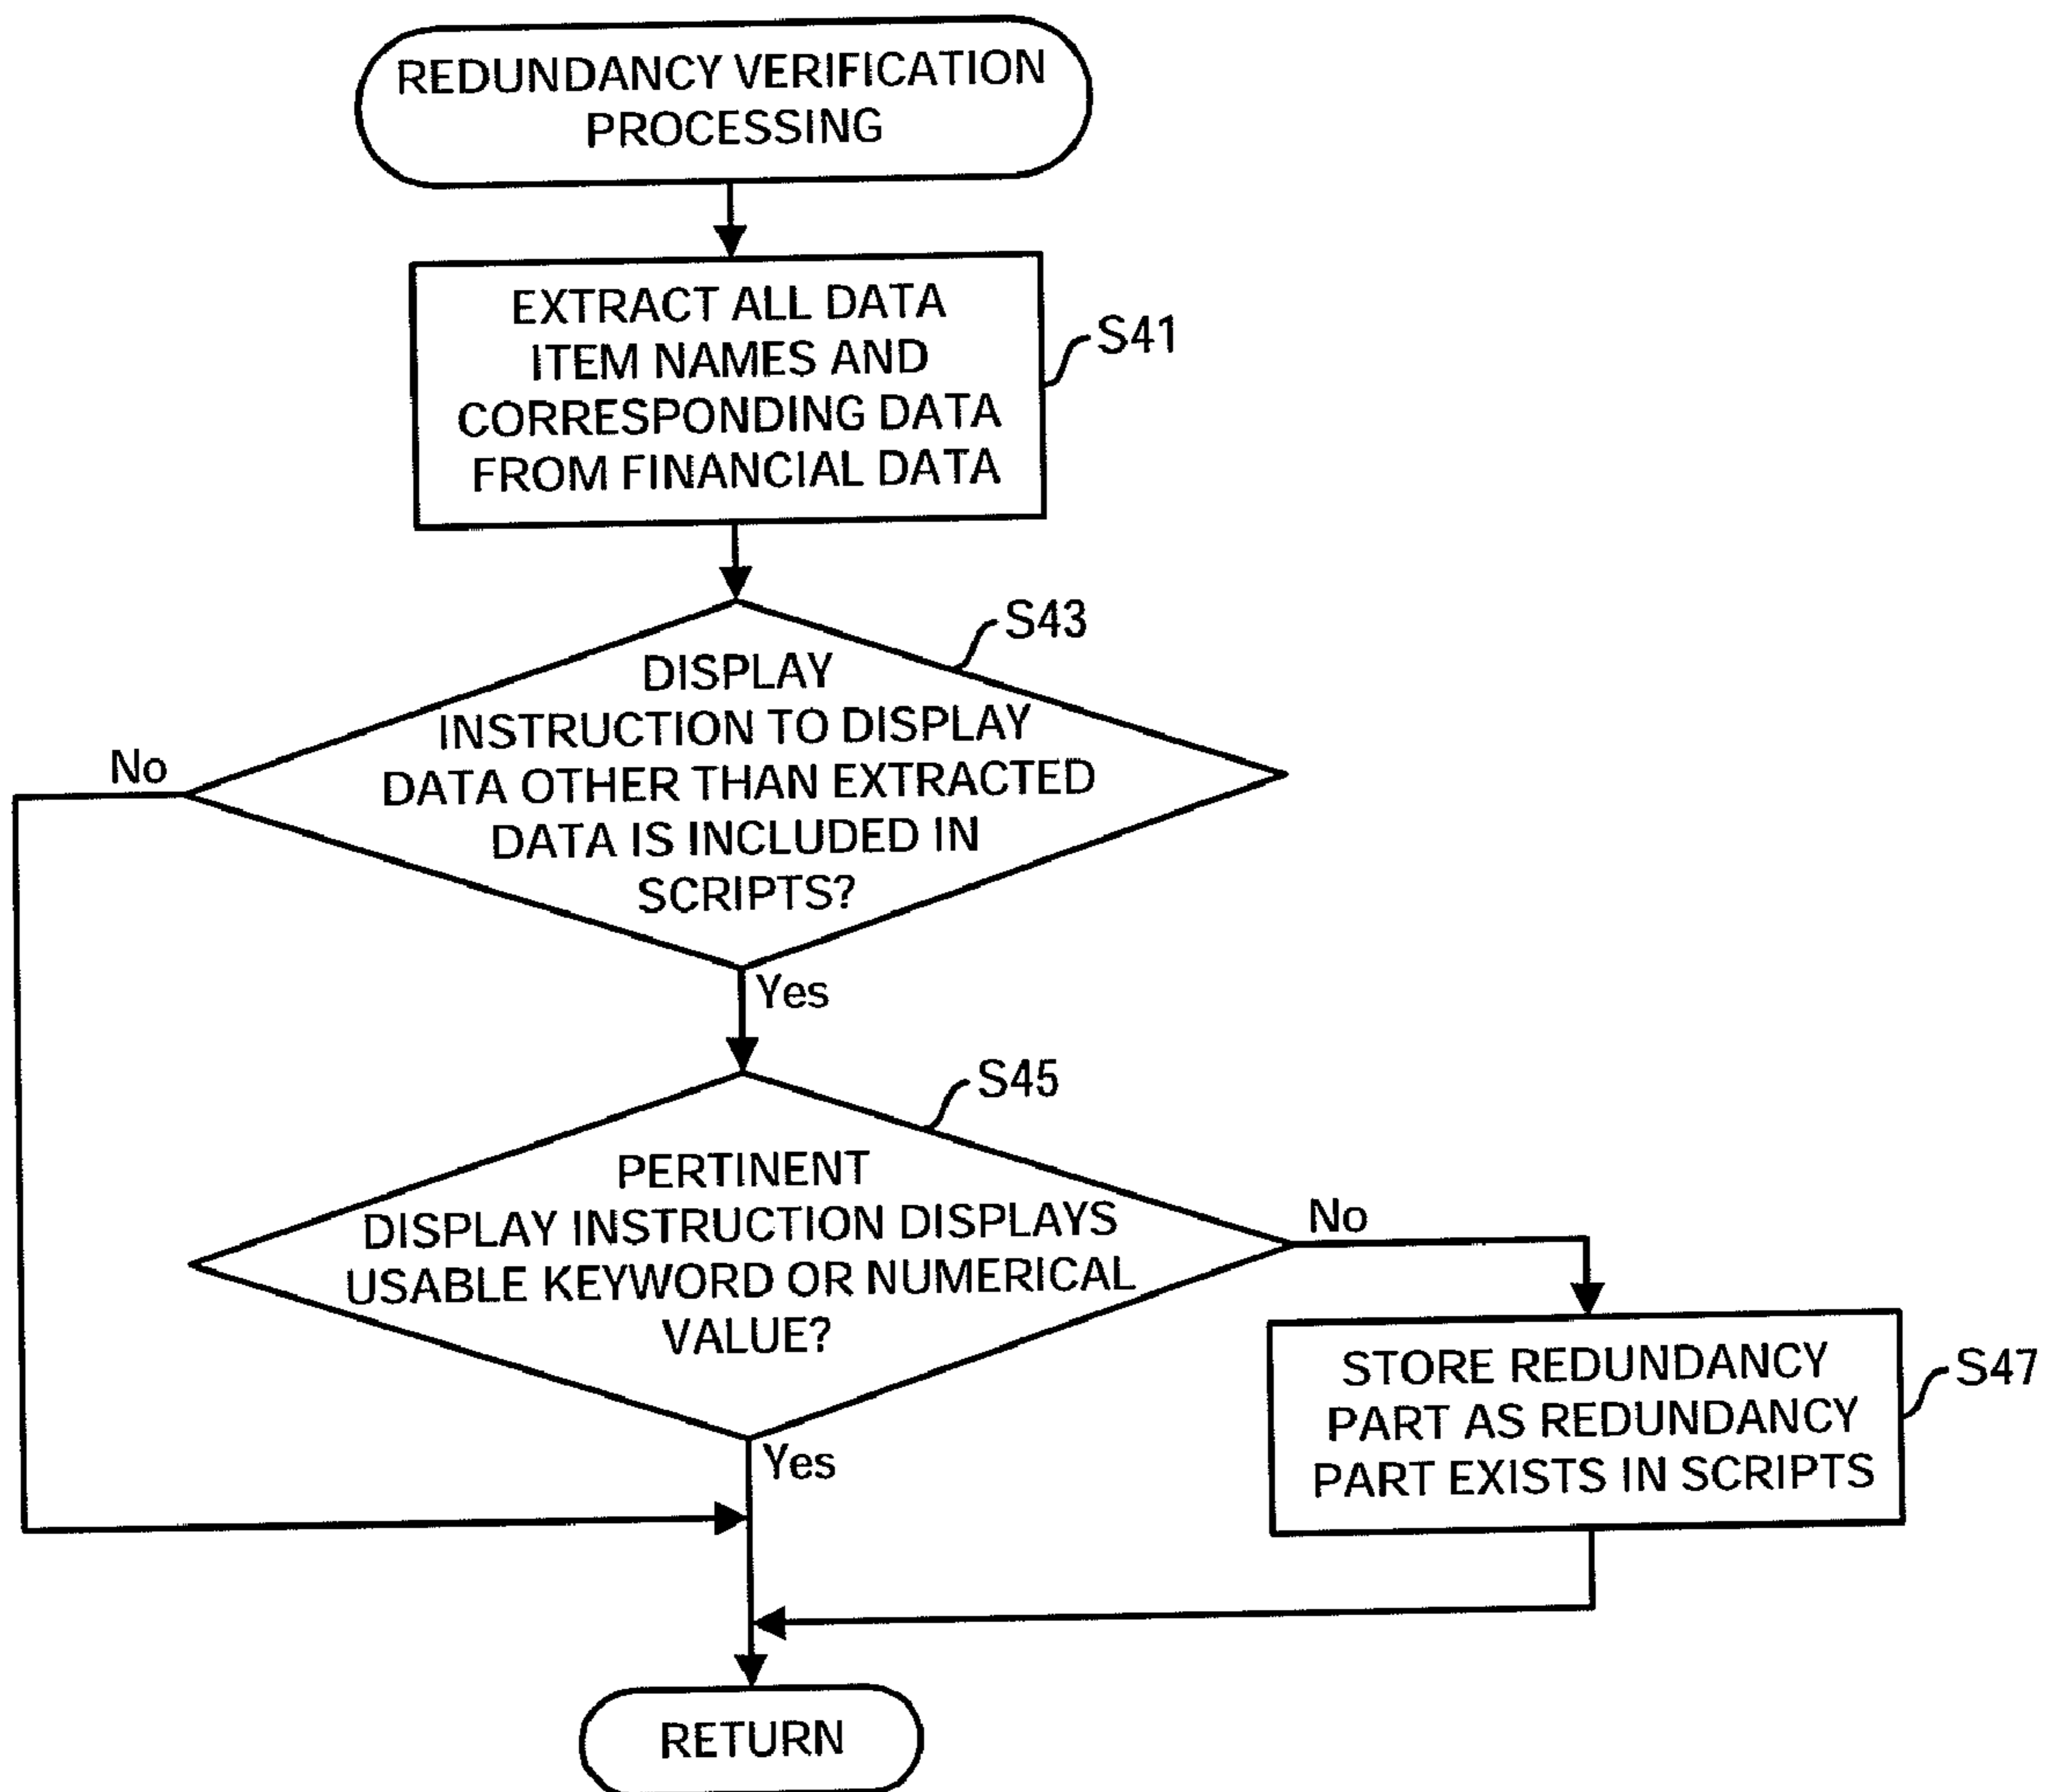 REDUNDANCY VERIFICATION
PROCESSING
EXTRACT ALL DATA
ITEM NAMES AND
CORRESPONDING DATA
FROM FINANCIAL DATA
S41
S43
DISPLAY
INSTRUCTION TO DISPLAY
DATA OTHER THAN EXTRACTED
DATA IS INCLUDED IN
SCRIPTS?
No
Yes
S45
PERTINENT
DISPLAY INSTRUCTION DISPLAYS
USABLE KEYWORD OR NUMERICAL
VALUE?
No
Yes
STORE REDUNDANCY
PART AS REDUNDANCY
PART EXISTS IN SCRIPTS
S47
RETURN